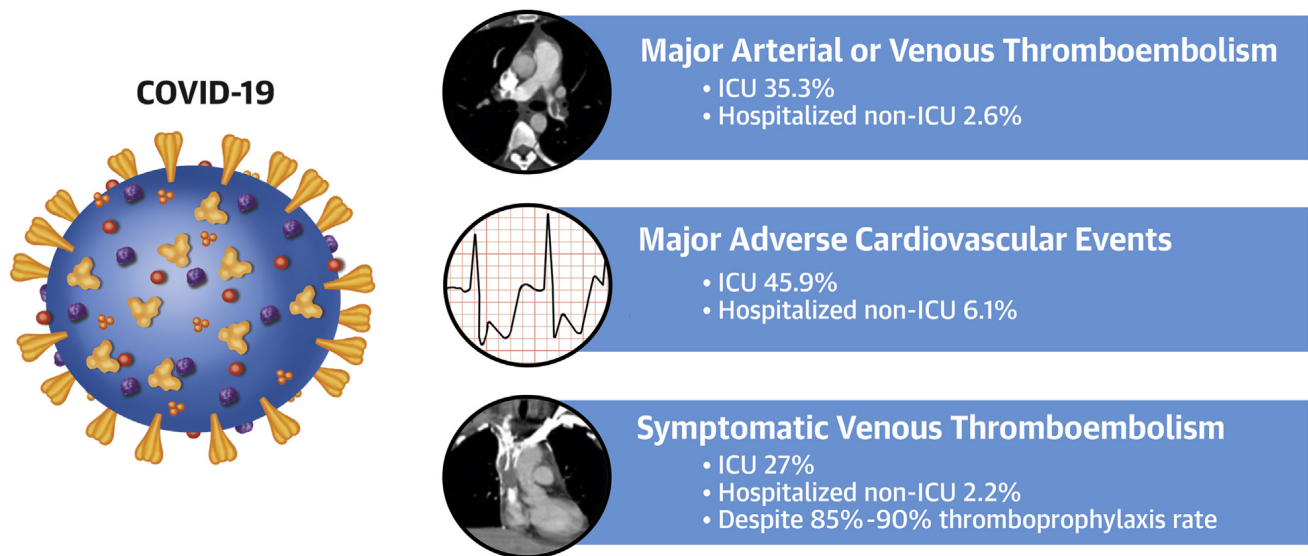 COVID-19
Major Arterial or Venous Thromboembolism
• ICU 35.3%
• Hospitalized non-ICU 2.6%
Major Adverse Cardiovascular Events
• ICU 45.9%
• Hospitalized non-ICU 6.1%
Symptomatic Venous Thromboembolism
• ICU 27%
• Hospitalized non-ICU 2.2%
• Despite 85%-90% thromboprophylaxis rate